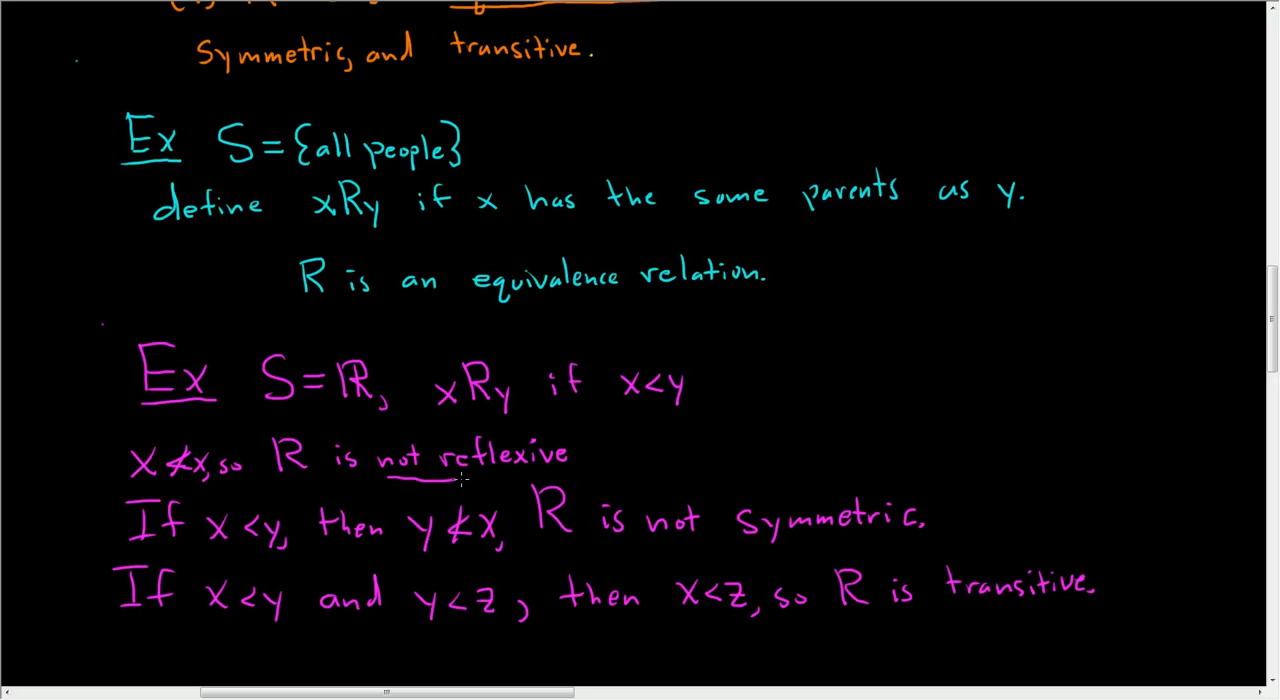 Symmetric, and transitive.
Ex S = {all people}
define xRy if x has the same parents as y.
R is an equivalence relation.
Ex S = ℝ, xRy if x<y
x≮x, so R is not reflexive
If x<y, then y≮x, R is not symmetric.
If x<y and y<z, then x<z, so R is transitive.